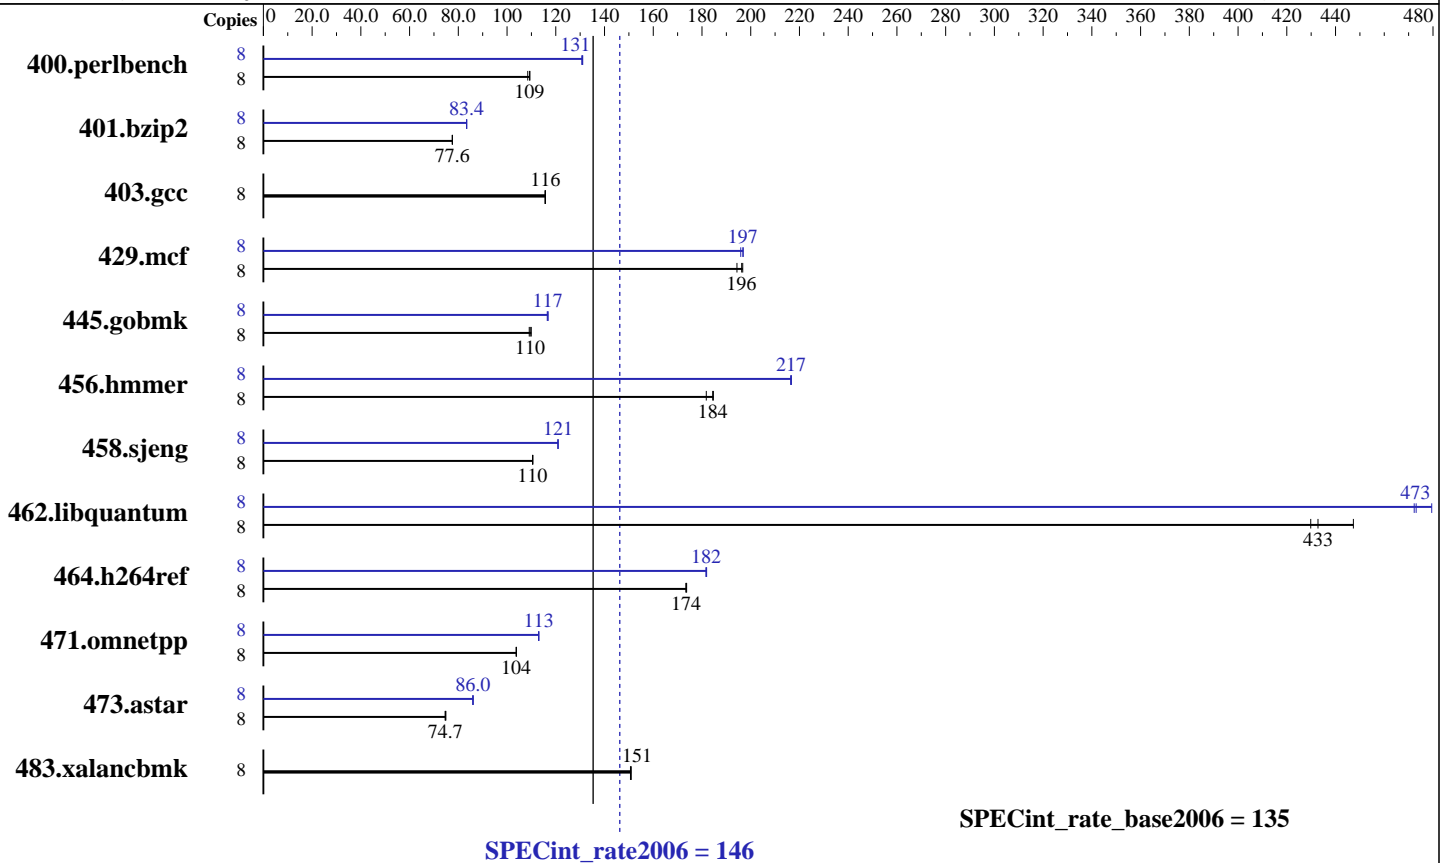 Copies 0 20.0 40.0 60.0 80.0 100 120 140 160 180 200 220 240 260 280 300 320 340 360 380 400 420 440 480
400.perlbench 8 131
8 109
401.bzip2 8 83.4
8 77.6
403.gcc 8 116
429.mcf 8 197
8 196
445.gobmk 8 117
8 110
456.hmmer 8 217
8 184
458.sjeng 8 121
8 110
462.libquantum 8 473
8 433
464.h264ref 8 182
8 174
471.omnetpp 8 113
8 104
473.astar 8 86.0
8 74.7
483.xalancbmk 8 151
SPECint_rate_base2006 = 135
SPECint_rate2006 = 146